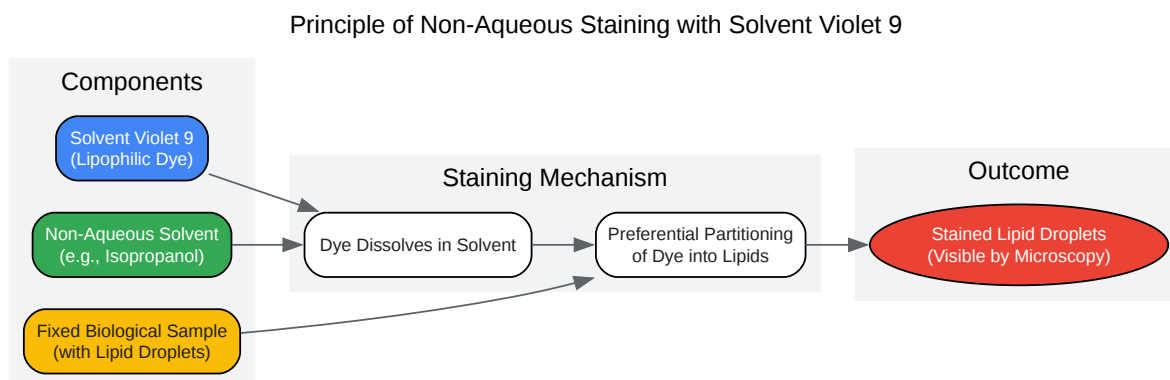 Principle of Non-Aqueous Staining with Solvent Violet 9
Components
Solvent Violet 9
(Lipophilic Dye)
Non-Aqueous Solvent
(e.g., Isopropanol)
Fixed Biological Sample
(with Lipid Droplets)
Staining Mechanism
Dye Dissolves in Solvent
Preferential Partitioning
of Dye into Lipids
Outcome
Stained Lipid Droplets
(Visible by Microscopy)